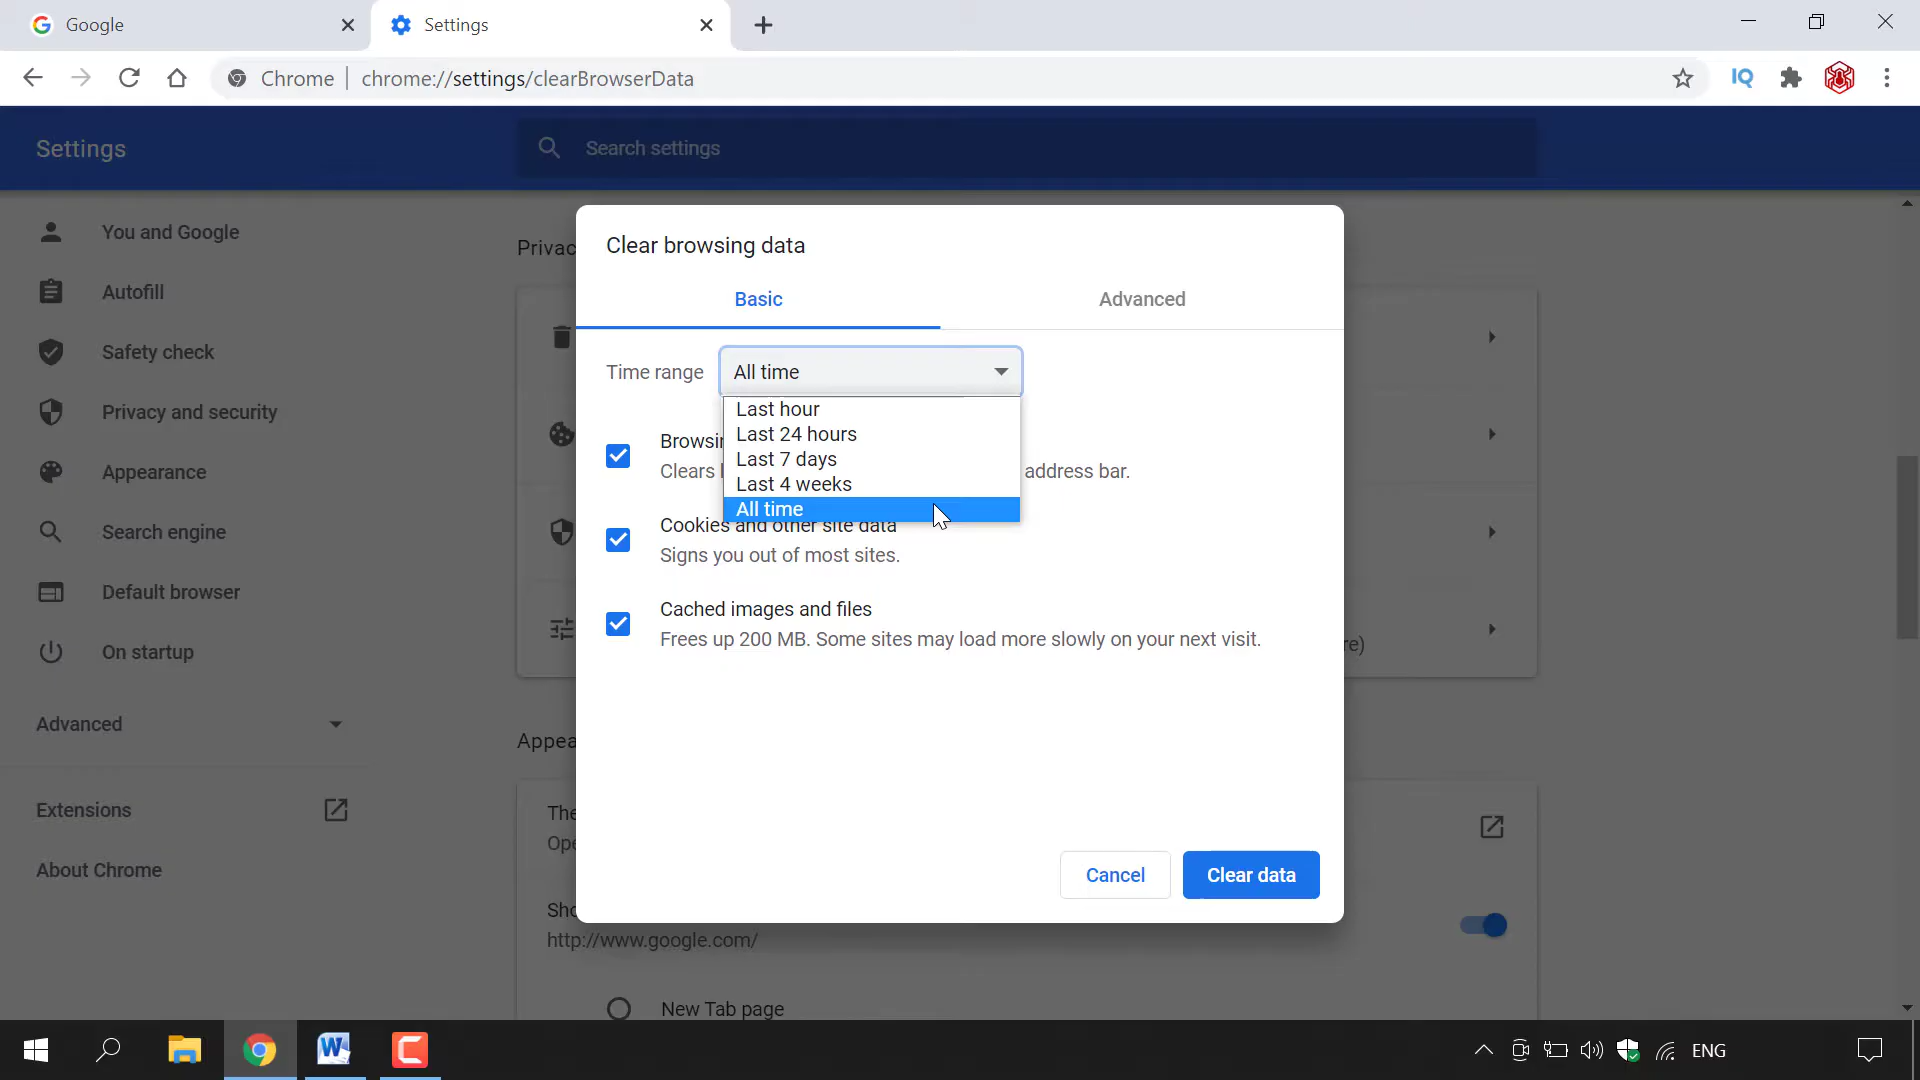 Google
Settings
Chrome | chrome://settings/clearBrowserData
IQ
Settings
Search settings
You and Google
Autofill
Safety check
Privacy and security
Appearance
Search engine
Default browser
On startup
Advanced
Extensions
About Chrome
Privac
Clear browsing data
Basic
Advanced
Time range
All time
Last hour
Last 24 hours
Last 7 days
Last 4 weeks
All time
Browsin
Clears address bar.
Cookies and other site data
Signs you out of most sites.
Cached images and files
Frees up 200 MB. Some sites may load more slowly on your next visit.
re)
Cancel
Clear data
Appea
The
Ope
Sho
http://www.google.com/
New Tab page
ENG